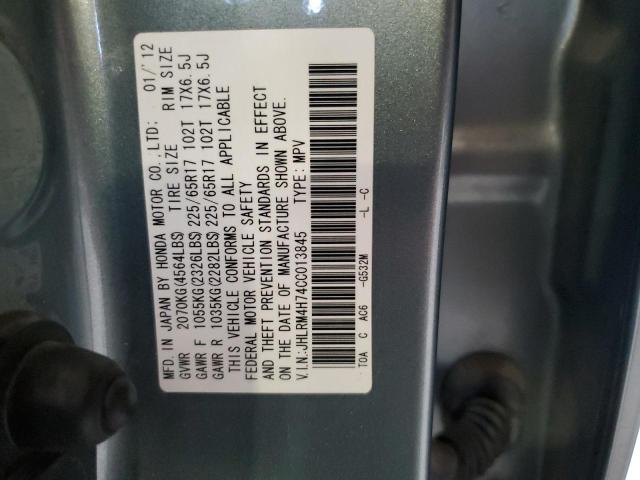 MFD. IN JAPAN BY HONDA MOTOR CO.,LTD: 01/'12
GVWR 2070KG(4564LBS) TIRE SIZE RIM SIZE
GAWR F 1055KG(2326LBS) 225/65R17 102T 17X6.5J
GAWR R 1035KG(2282LBS) 225/65R17 102T 17X6.5J
THIS VEHICLE CONFORMS TO ALL APPLICABLE
FEDERAL MOTOR VEHICLE SAFETY
AND THEFT PREVENTION STANDARDS IN EFFECT
ON THE DATE OF MANUFACTURE SHOWN ABOVE.
V.I.N:JHLRM4H74CC013845 TYPE: MPV
TOA C AC6 -G532M -L -C